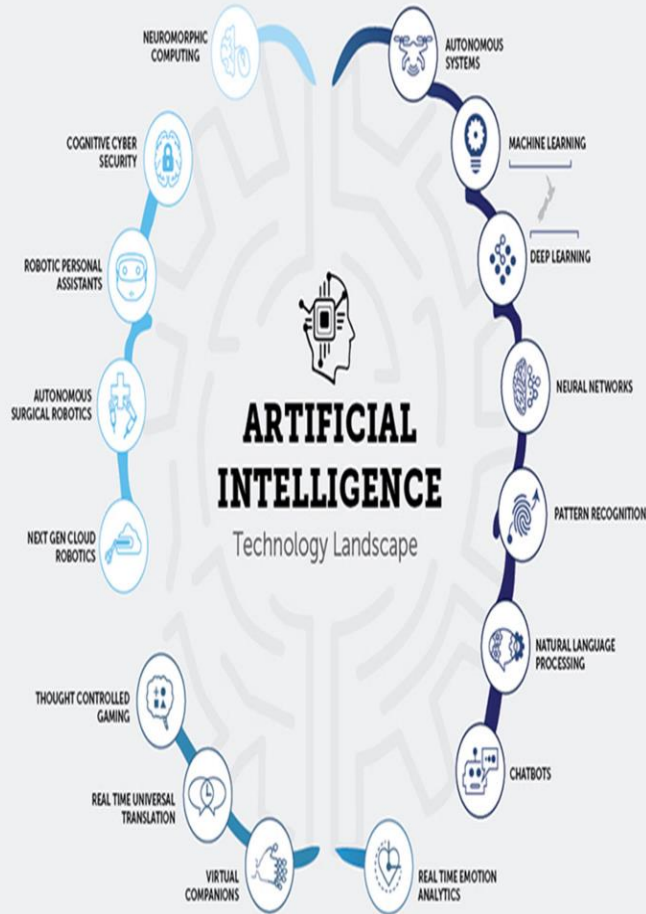 NEUROMORPHIC
COMPUTING
AUTONOMOUS
SYSTEMS
COGNITIVE CYBER
SECURITY
MACHINE LEARNING
ROBOTIC PERSONAL
ASSISTANTS
DEEP LEARNING
ARTIFICIAL
INTELLIGENCE
Technology Landscape
AUTONOMOUS
SURGICAL ROBOTICS
NEURAL NETWORKS
NEXT GEN CLOUD
ROBOTICS
PATTERN RECOGNITION
NATURAL LANGUAGE
PROCESSING
THOUGHT CONTROLLED
GAMING
CHATBOTS
REAL TIME UNIVERSAL
TRANSLATION
VIRTUAL
COMPANIONS
REAL TIME EMOTION
ANALYTICS